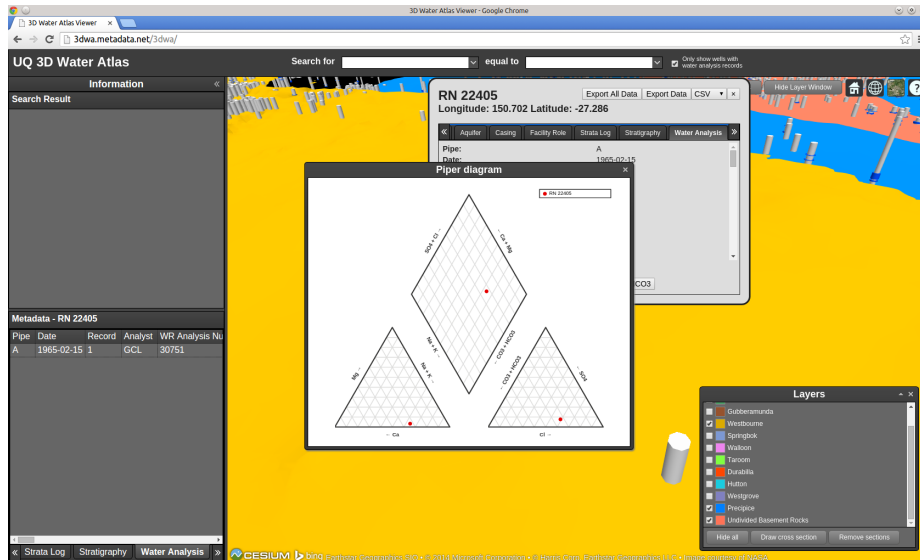 3D Water Atlas Viewer - Google Chrome
3D Water Atlas Viewer
3dwa.metadata.net/3dwa/
UQ 3D Water Atlas
Search for
equal to
Only show wells with
water analysis records
Information
Search Result
Hide Layer Window
RN 22405
Export All Data
Export Data
CSV
Longitude: 150.702 Latitude: -27.286
Aquifer
Casing
Facility Role
Strata Log
Stratigraphy
Water Analysis
Pipe:
A
Date:
1965-02-15
Piper diagram
RN 22405
SO4 + Cl →
← Ca + Mg
Na + K
← CO3 + HCO3
Mg →
Na + K →
← CO3 + HCO3
← SO4
← Ca
Cl →
CO3
Metadata - RN 22405
Pipe Date Record Analyst WR Analysis Nu
A 1965-02-15 1 GCL 30751
Layers
Gubberamunda
Westbourne
Springbok
Walloon
Taroom
Durabilla
Hutton
Westgrove
Precipice
Undivided Basement Rocks
Hide all
Draw cross section
Remove sections
Strata Log
Stratigraphy
Water Analysis
CESIUM
bing